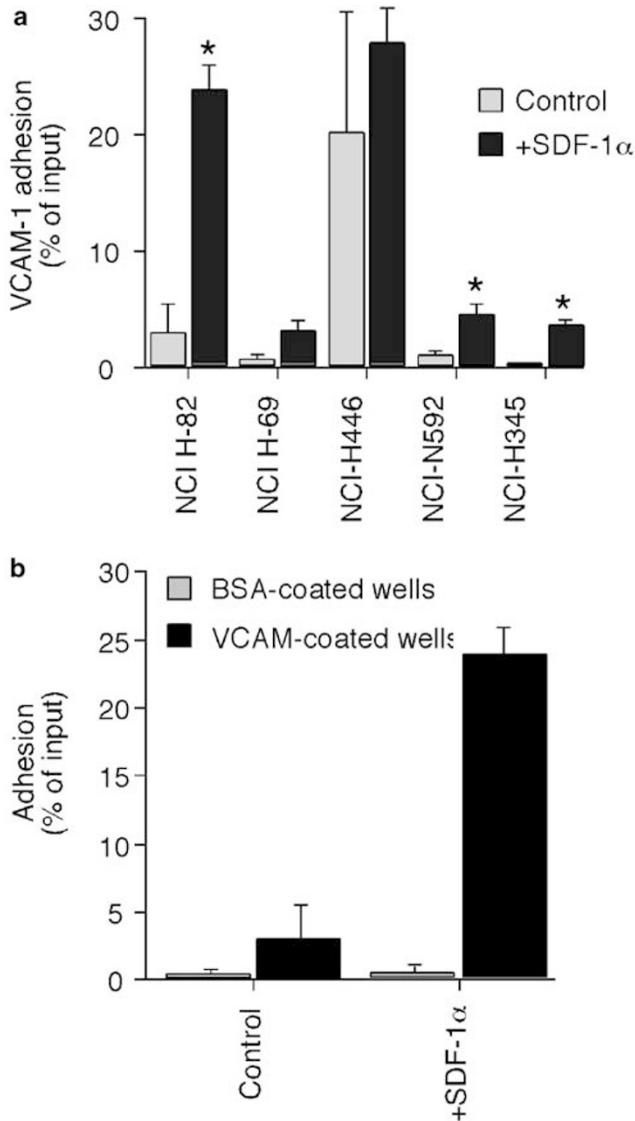 a
VCAM-1 adhesion
(% of input)
30
20
10
0
*
*
*
Control
+SDF-1α
NCI H-82
NCI H-69
NCI-H446
NCI-N592
NCI-H345
b
Adhesion
(% of input)
30
25
20
15
10
5
0
BSA-coated wells
VCAM-coated wells
Control
+SDF-1α